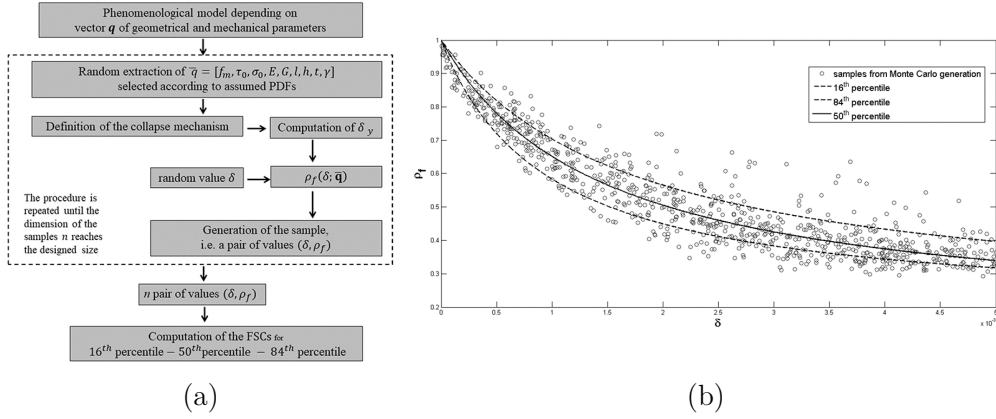 Phenomenological model depending on
vector q of geometrical and mechanical parameters
Random extraction of q̅ = [f_m, τ_0, σ_0, E, G, l, h, t, γ]
selected according to assumed PDFs
Definition of the collapse mechanism
Computation of δ_y
random value δ
ρ_f(δ; q̅)
The procedure is
repeated until the
dimension of the
samples n reaches
the designed size
Generation of the sample,
i.e. a pair of values (δ, ρ_f)
n pair of values (δ, ρ_f)
Computation of the FSCs for
16^th percentile − 50^th percentile − 84^th percentile
(a)
samples from Monte Carlo generation
16^th percentile
84^th percentile
50^th percentile
ρ_f
1
0.9
0.8
0.7
0.6
0.5
0.4
0.3
0.2
0
0.5
1
1.5
2
2.5
3
3.5
4
4.5
5
x 10^-3
δ
(b)